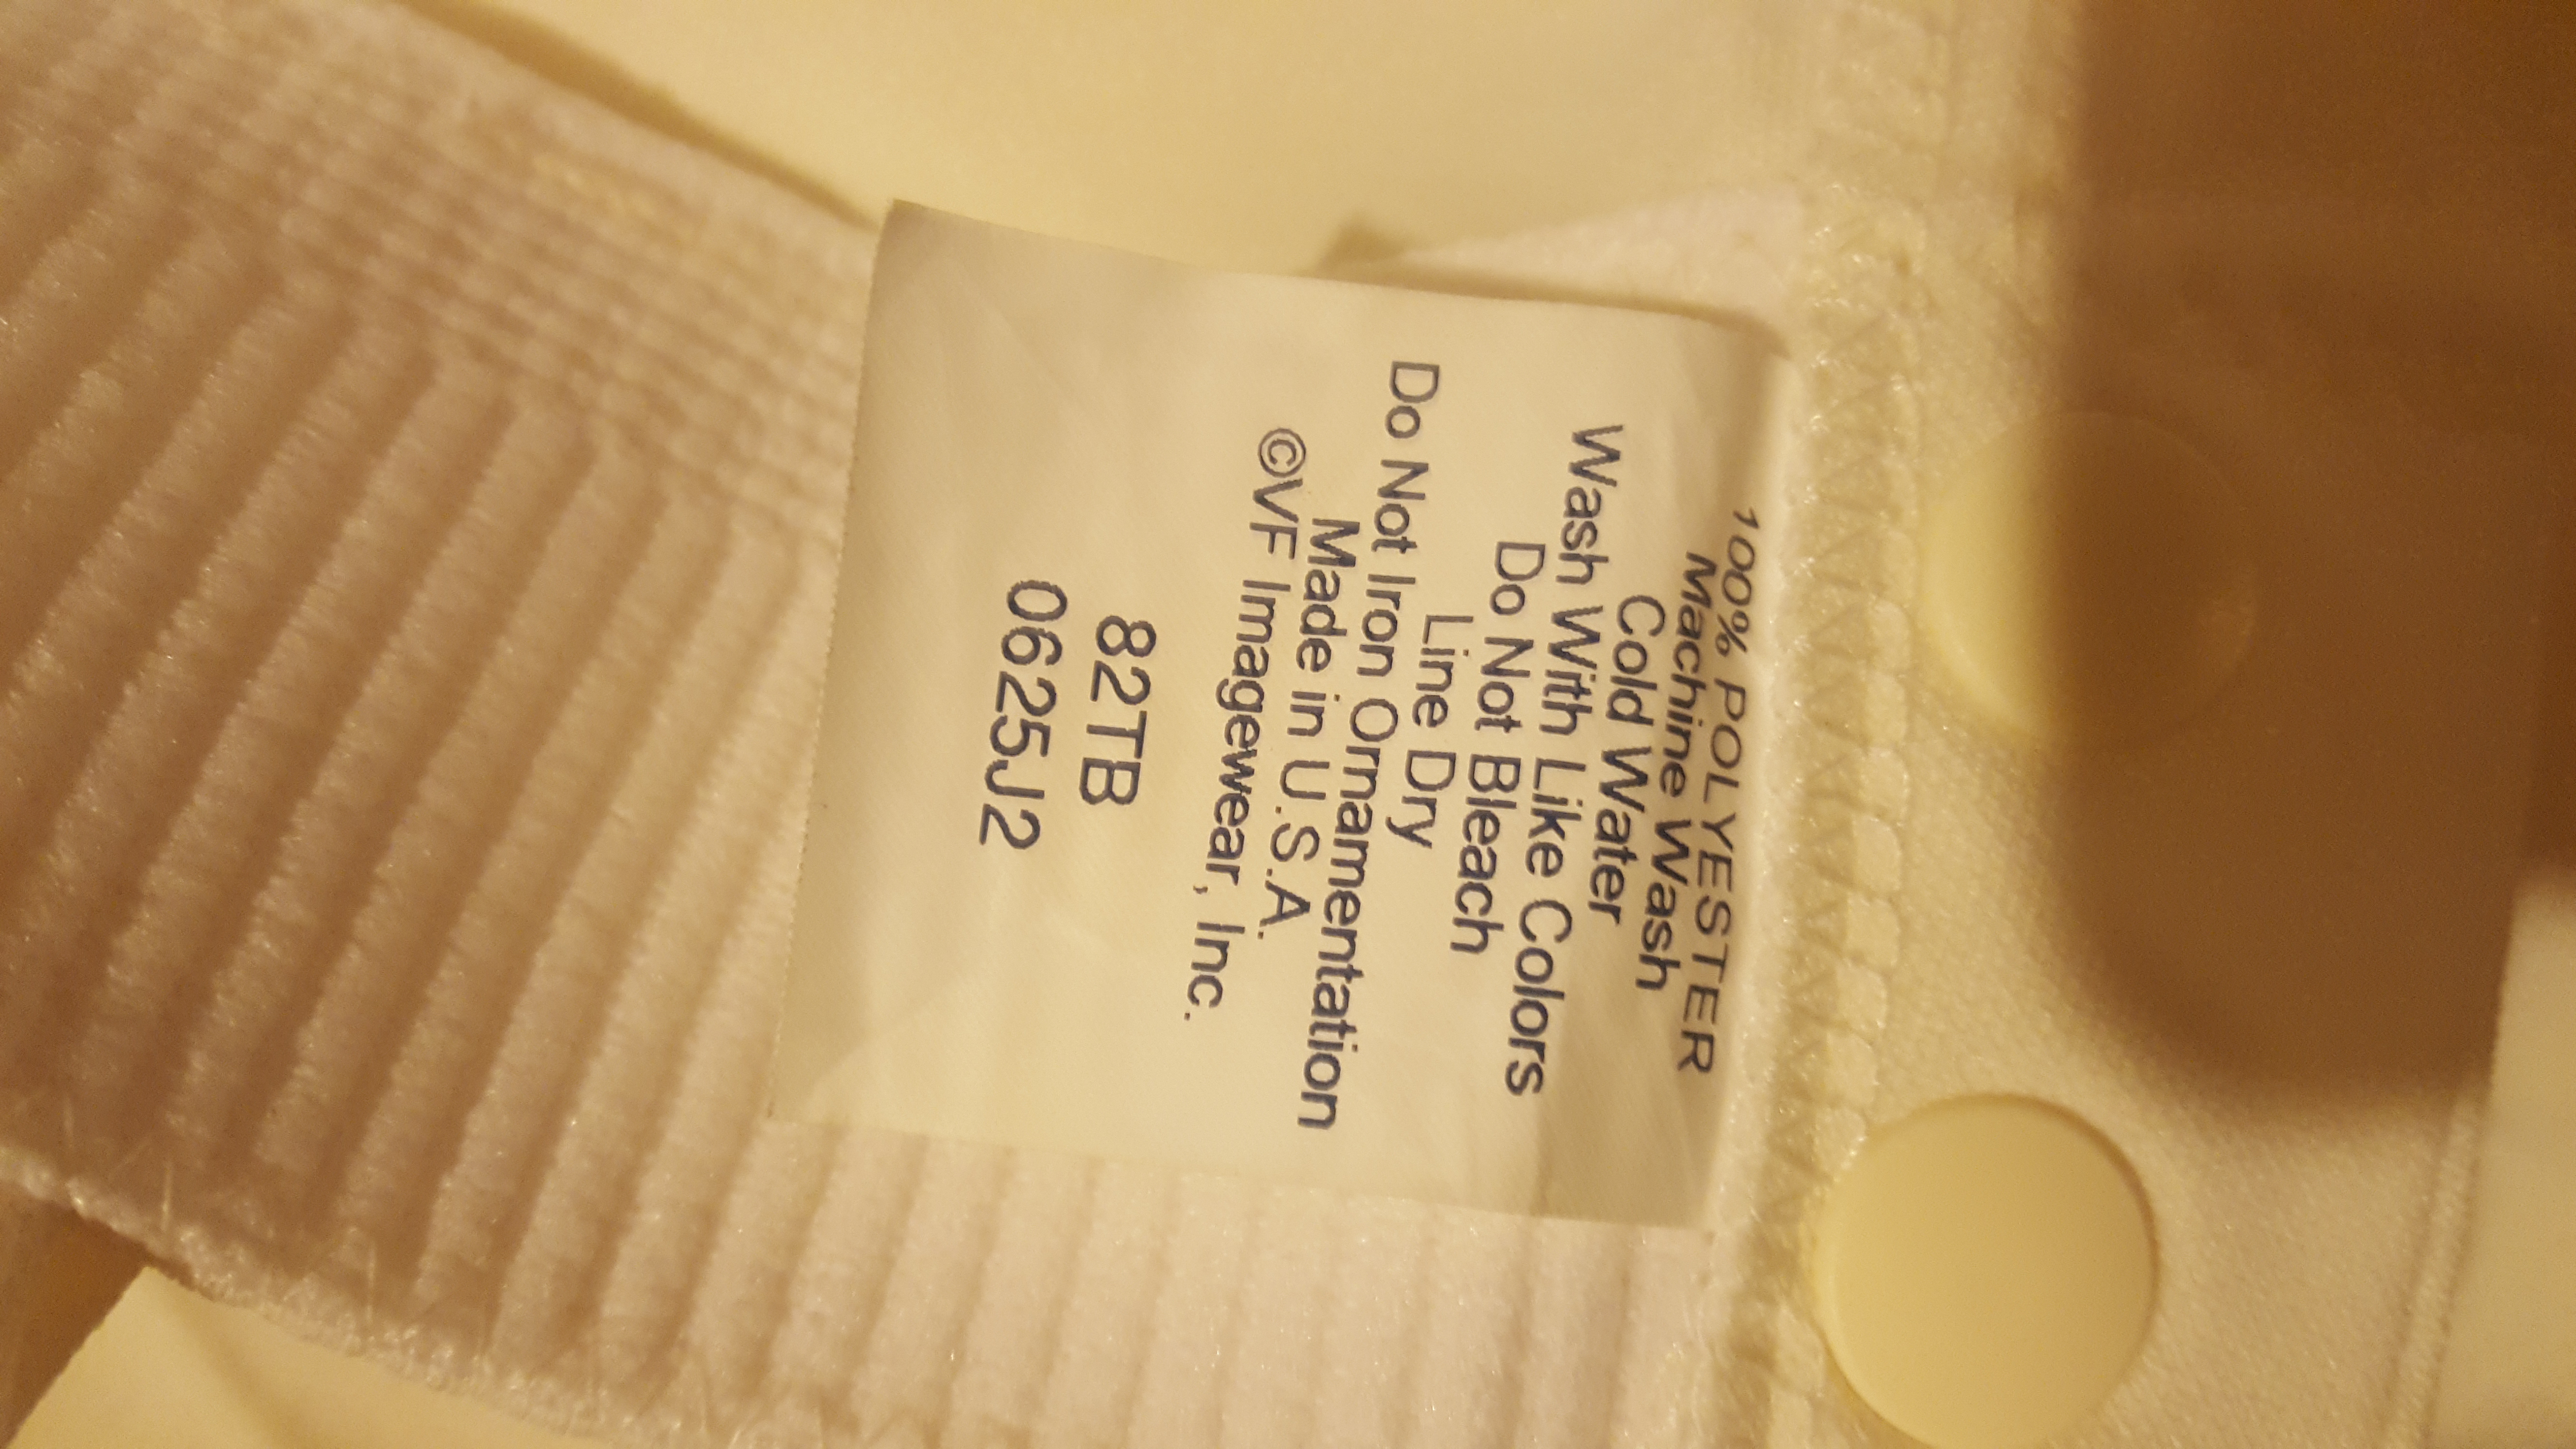 100% POLYESTER
Machine Wash
Cold Water
Wash With Like Colors
Do Not Bleach
Line Dry
Do Not Iron Ornamentation
Made in U.S.A.
©VF Imagewear, Inc.
82TB
0625J2